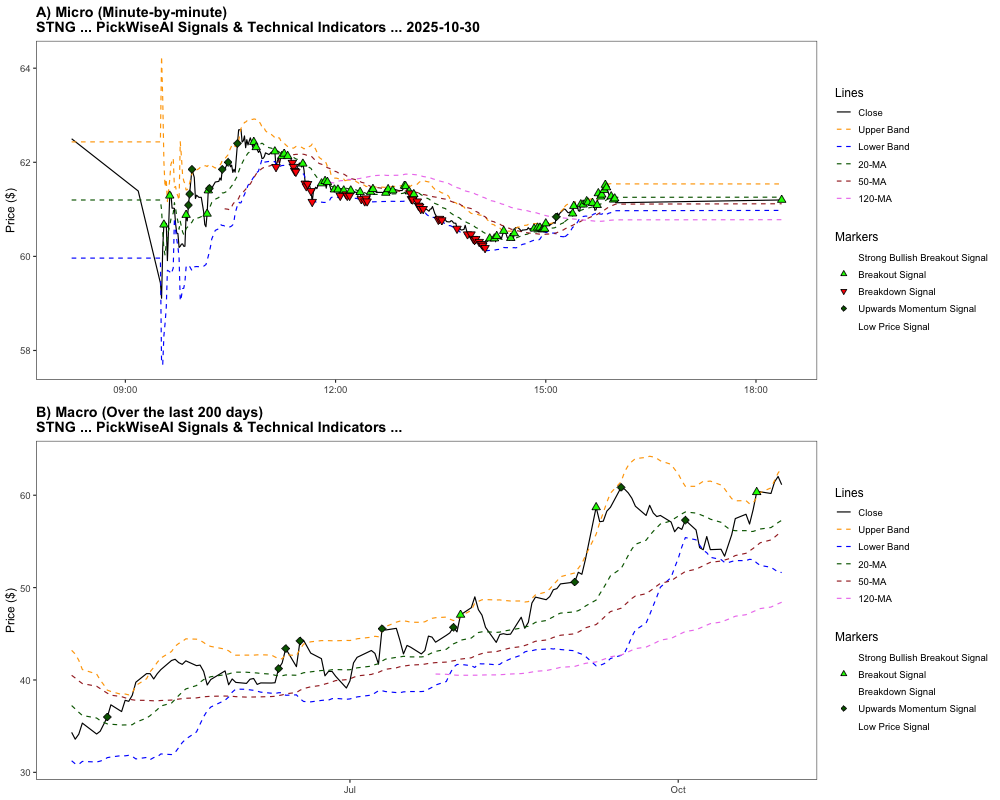 A) Micro (Minute-by-minute)
STNG ... PickWiseAI Signals & Technical Indicators ... 2025-10-30
Price ($)
64
62
60
58
09:00
12:00
15:00
18:00
Lines
Close
Upper Band
Lower Band
20-MA
50-MA
120-MA
Markers
Strong Bullish Breakout Signal
Breakout Signal
Breakdown Signal
Upwards Momentum Signal
Low Price Signal
B) Macro (Over the last 200 days)
STNG ... PickWiseAI Signals & Technical Indicators ...
Price ($)
60
50
40
30
Jul
Oct
Lines
Close
Upper Band
Lower Band
20-MA
50-MA
120-MA
Markers
Strong Bullish Breakout Signal
Breakout Signal
Breakdown Signal
Upwards Momentum Signal
Low Price Signal